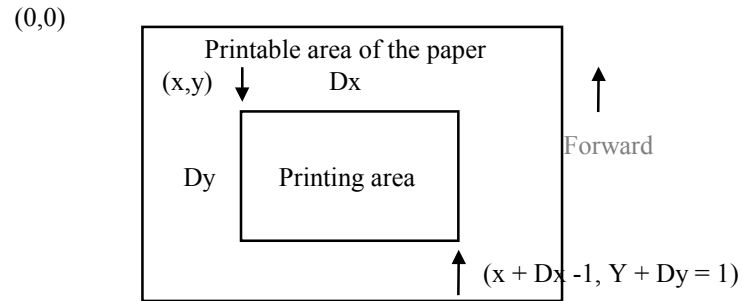 (0,0)
Printable area of the paper
(x,y)
Dx
Forward
Dy
Printing area
(x + Dx -1, Y + Dy = 1)